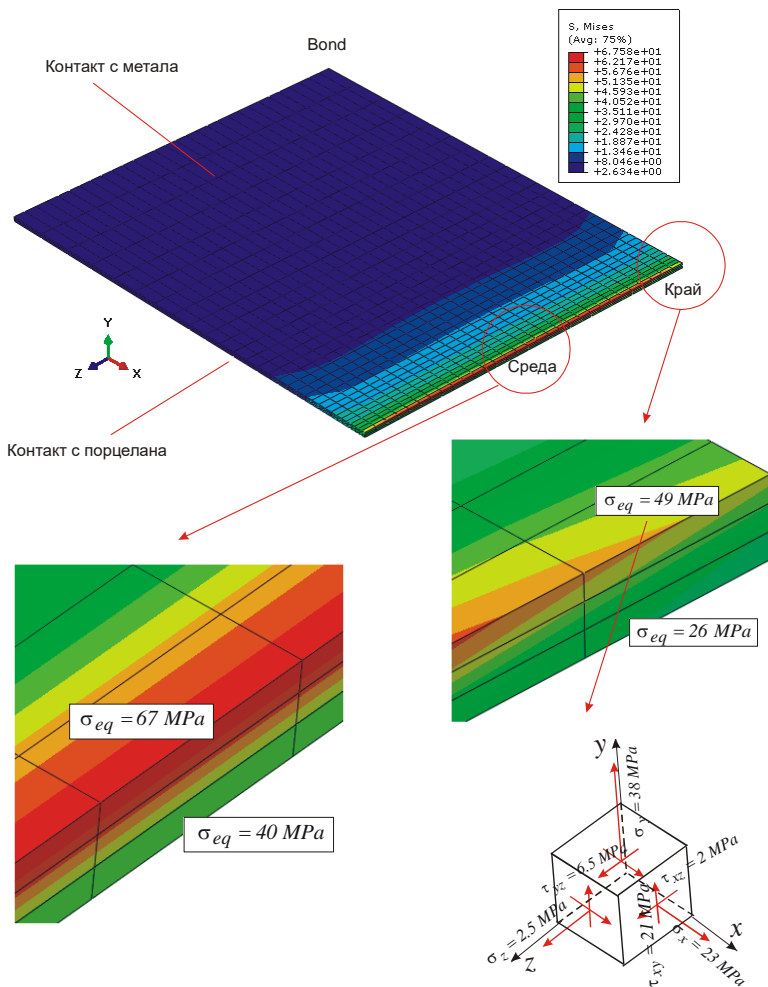 S, Mises
(Avg: 75%)
+6.758e+01
+6.217e+01
+5.676e+01
+5.135e+01
+4.593e+01
+4.052e+01
+3.511e+01
+2.970e+01
+2.428e+01
+1.887e+01
+1.346e+01
+8.046e+00
+2.634e+00
Bond
Контакт с метала
Край
Y
Z
X
Среда
Контакт с порцелана
σeq = 49 MPa
σeq = 26 MPa
σeq = 67 MPa
σeq = 40 MPa
y
σy = 38 MPa
τyz = 6.5 MPa
τxz = 2 MPa
σz = 2.5 MPa
z
τxy = 21 MPa
σx = 23 MPa
x